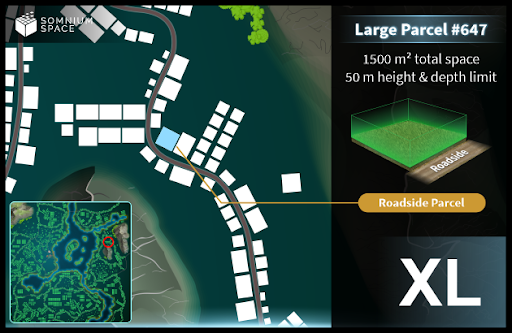 SOMNIUM
SPACE
Large Parcel #647
1500 m² total space
50 m height & depth limit
Roadside
Roadside Parcel
XL